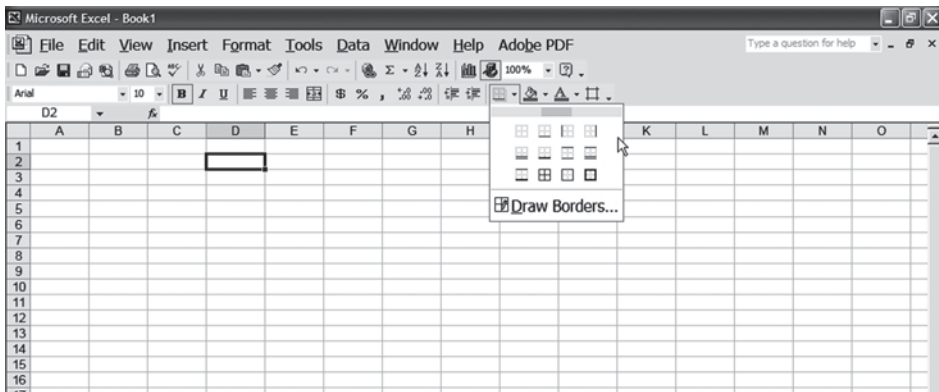 Microsoft Excel - Book1
File Edit View Insert Format Tools Data Window Help Adobe PDF Type a question for help
100%
Arial 10 B I U $ % ,
D2 fx
A B C D E F G H K L M N O
1
2
3
4
5
Draw Borders...
6
7
8
9
10
11
12
13
14
15
16